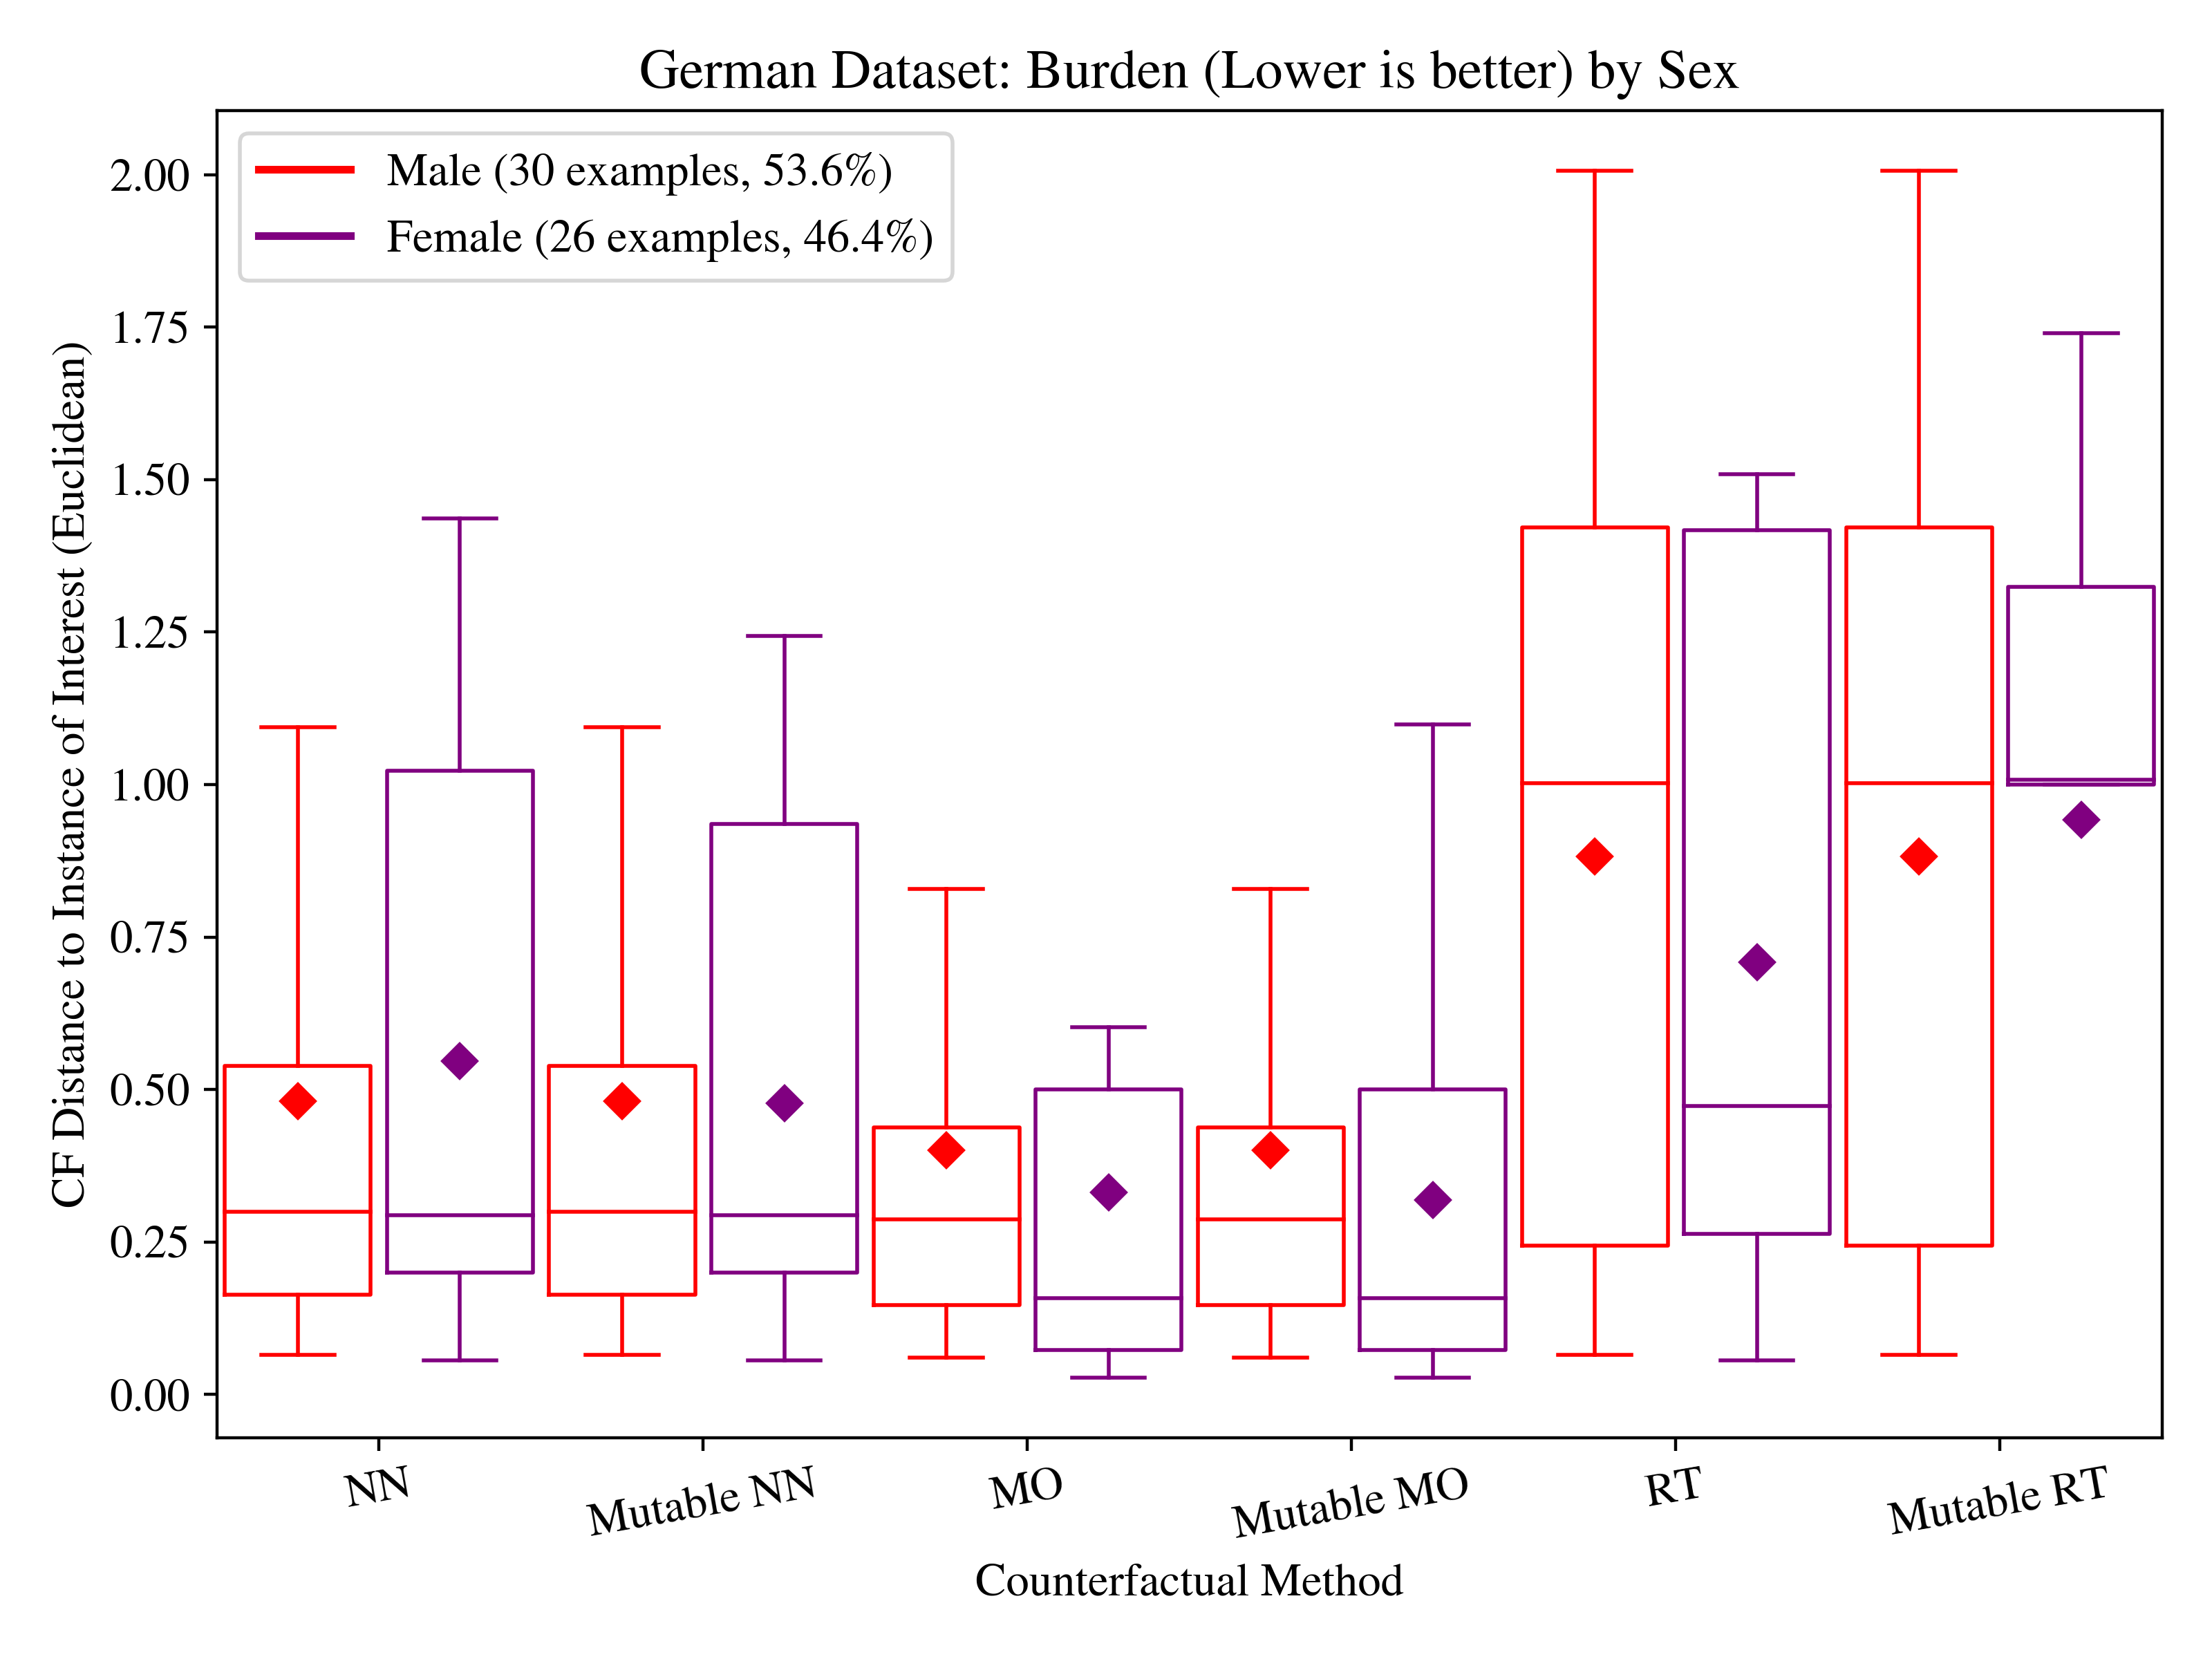 German Dataset: Burden (Lower is better) by Sex
Male (30 examples, 53.6%)
Female (26 examples, 46.4%)
CF Distance to Instance of Interest (Euclidean)
2.00
1.75
1.50
1.25
1.00
0.75
0.50
0.25
0.00
NN
Mutable NN
MO
Mutable MO
RT
Mutable RT
Counterfactual Method